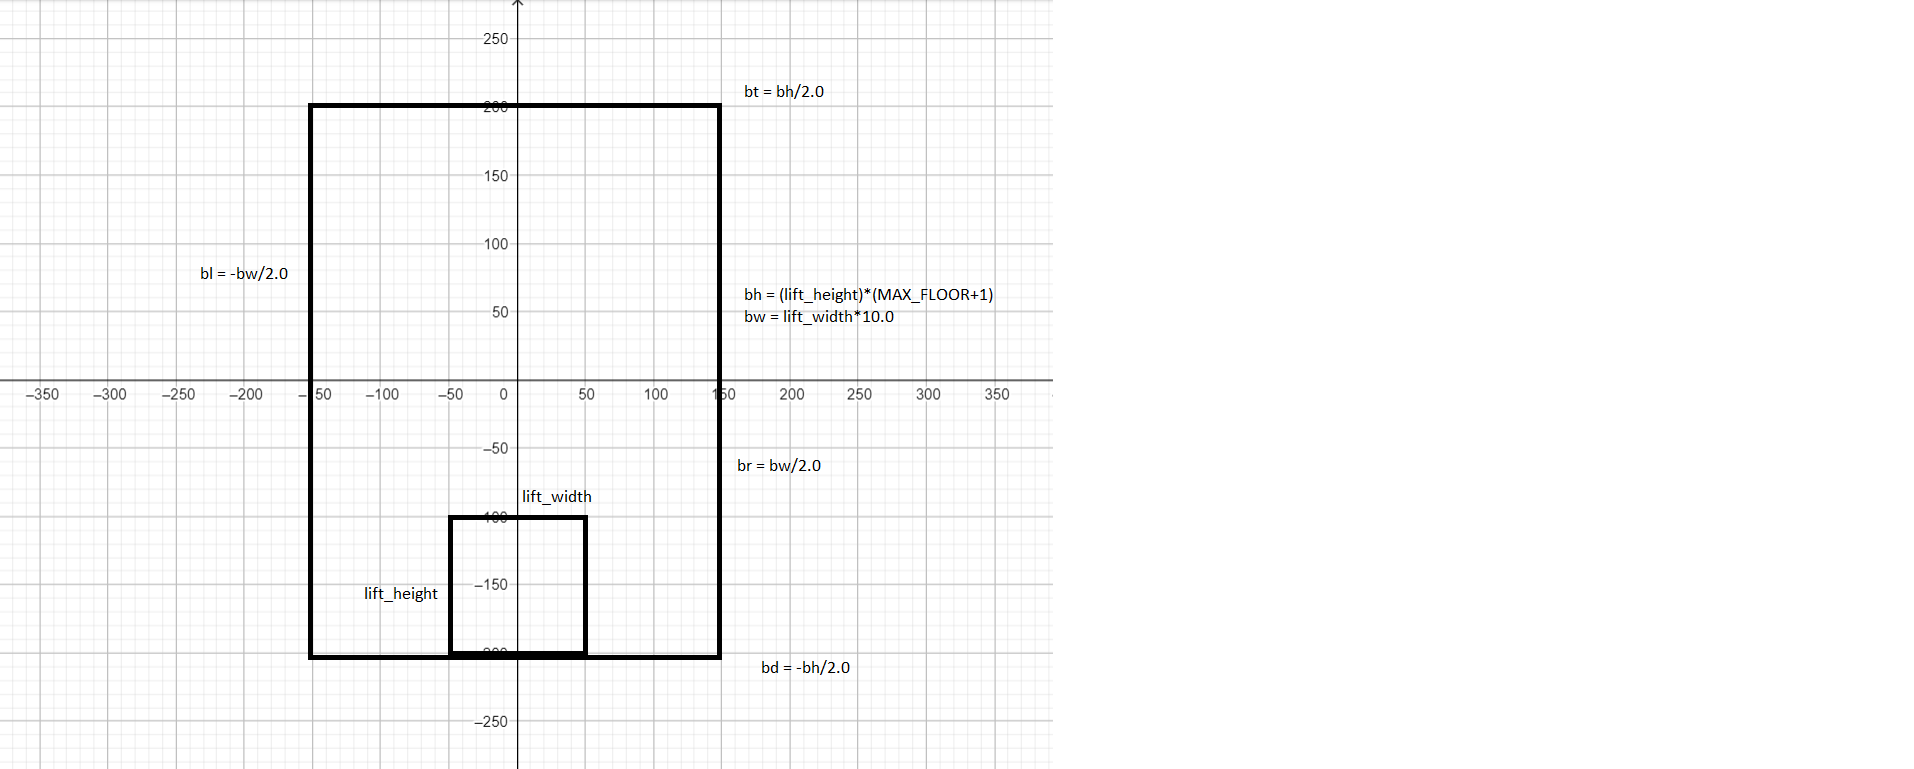 250
bt = bh/2.0
200
150
100
bl = -bw/2.0
bh = (lift_height)*(MAX_FLOOR+1)
50
bw = lift_width*10.0
–350 –300 –250 –200 –150 –100 –50 0 50 100 150 200 250 300 350
–50
br = bw/2.0
lift_width
–100
–150
lift_height
–200
bd = -bh/2.0
–250